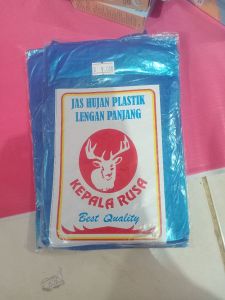 JAS HUJAN PLASTIK
LENGAN PANJANG
KEPALA RUSA
Best Quality